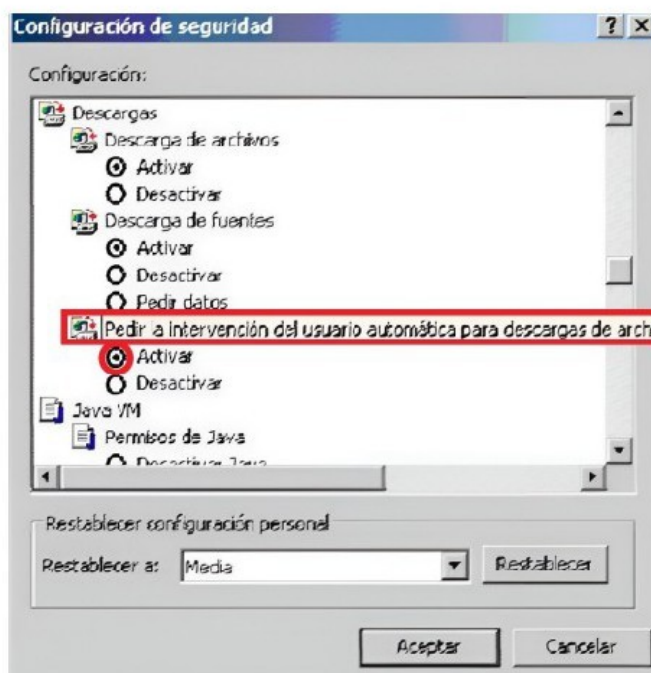 Configuración de seguridad
Configuración:
Descargas
Descarga de archivos
Activar
Desactivar
Descarga de fuentes
Activar
Desactivar
Pedir datos
Pedir la intervención del usuario automática para descargas de arch
Activar
Desactivar
Java VM
Permisos de Java
Desactivar Java
Restablecer configuración personal
Restablecer a: Media Restablecer
Aceptar Cancelar